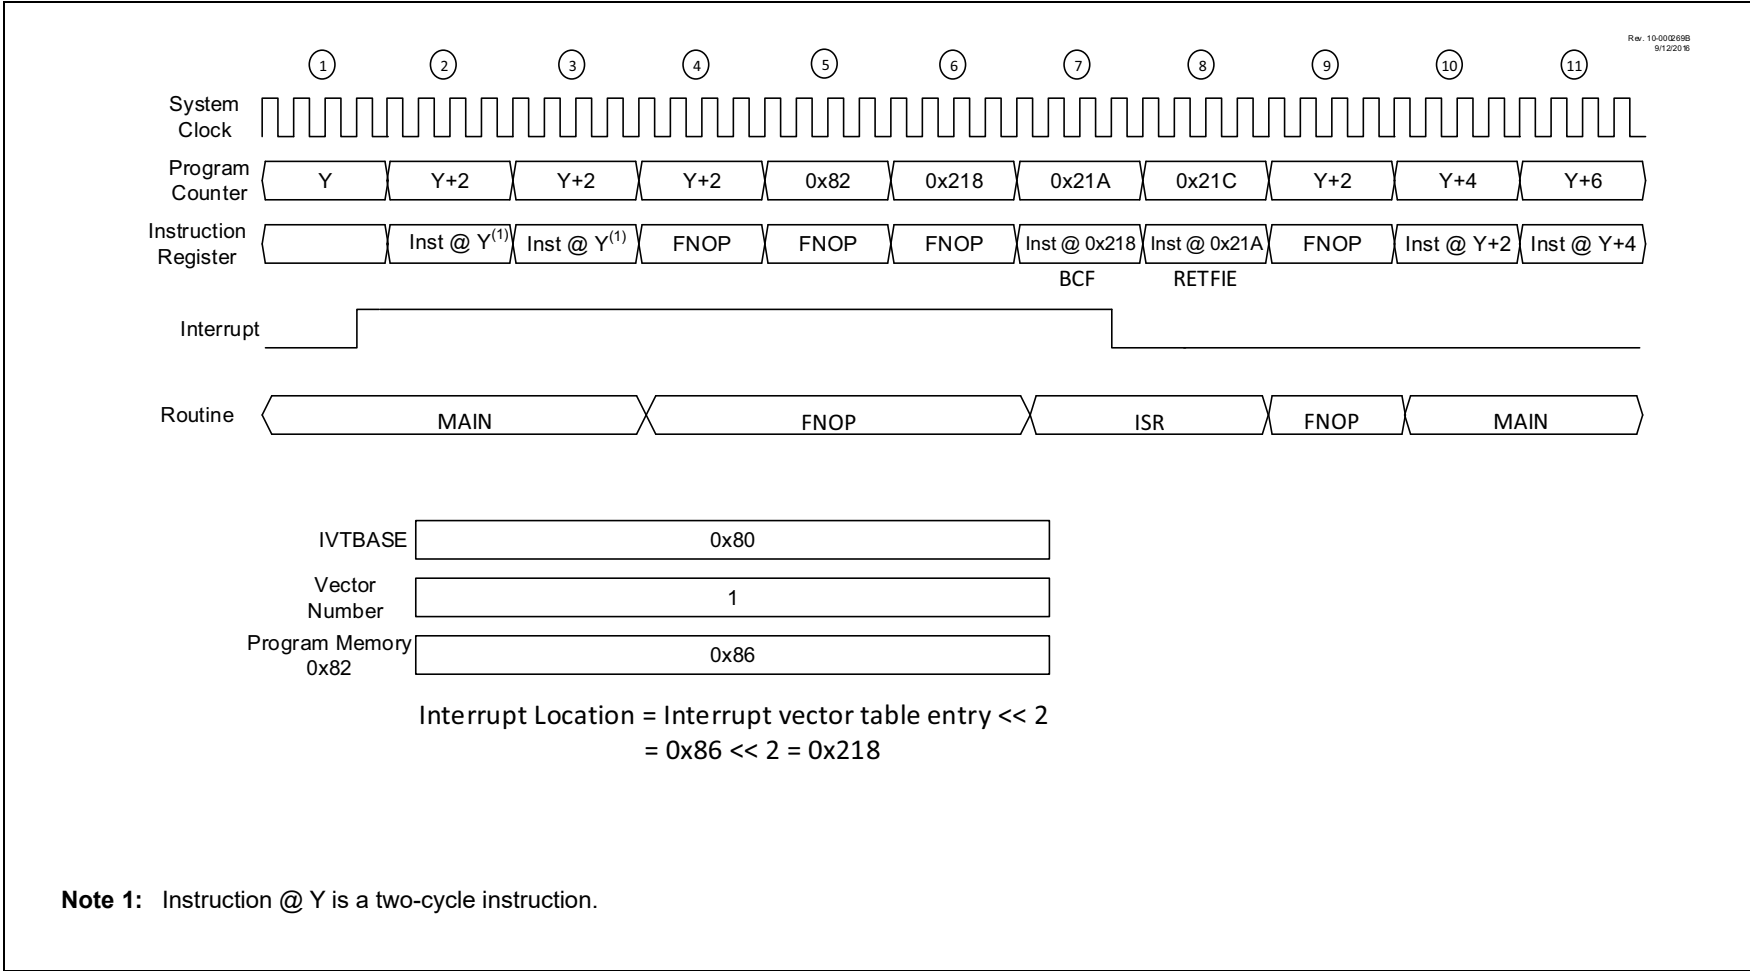 Rev. 10-000269B
9/12/2016
1 2 3 4 5 6 7 8 9 10 11
System
Clock
Program
Counter
Y Y+2 Y+2 Y+2 0x82 0x218 0x21A 0x21C Y+2 Y+4 Y+6
Instruction
Register
Inst @ Y(1) Inst @ Y(1) FNOP FNOP FNOP Inst @ 0x218 Inst @ 0x21A FNOP Inst @ Y+2 Inst @ Y+4
BCF RETFIE
Interrupt
Routine MAIN FNOP ISR FNOP MAIN
IVTBASE 0x80
Vector
Number
1
Program Memory
0x82
0x86
Interrupt Location = Interrupt vector table entry << 2
= 0x86 << 2 = 0x218
Note 1: Instruction @ Y is a two-cycle instruction.